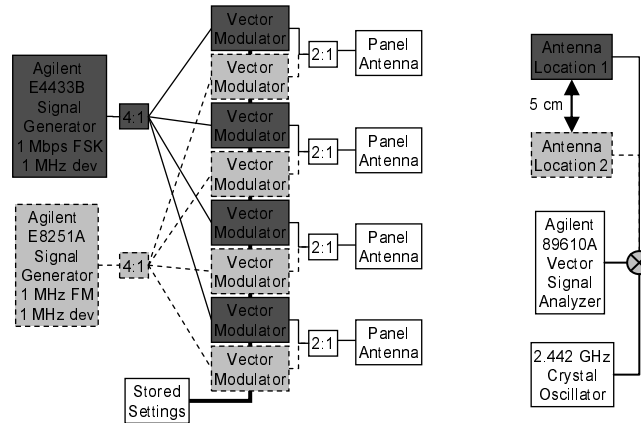 Agilent
E4433B
Signal
Generator
1 Mbps FSK
1 MHz dev
4:1
Agilent
E8251A
Signal
Generator
1 MHz FM
1 MHz dev
4:1
Vector
Modulator
Vector
Modulator
2:1
Panel
Antenna
Vector
Modulator
Vector
Modulator
2:1
Panel
Antenna
Vector
Modulator
Vector
Modulator
2:1
Panel
Antenna
Vector
Modulator
Vector
Modulator
2:1
Panel
Antenna
Stored
Settings
Antenna
Location 1
5 cm
Antenna
Location 2
Agilent
89610A
Vector
Signal
Analyzer
2.442 GHz
Crystal
Oscillator